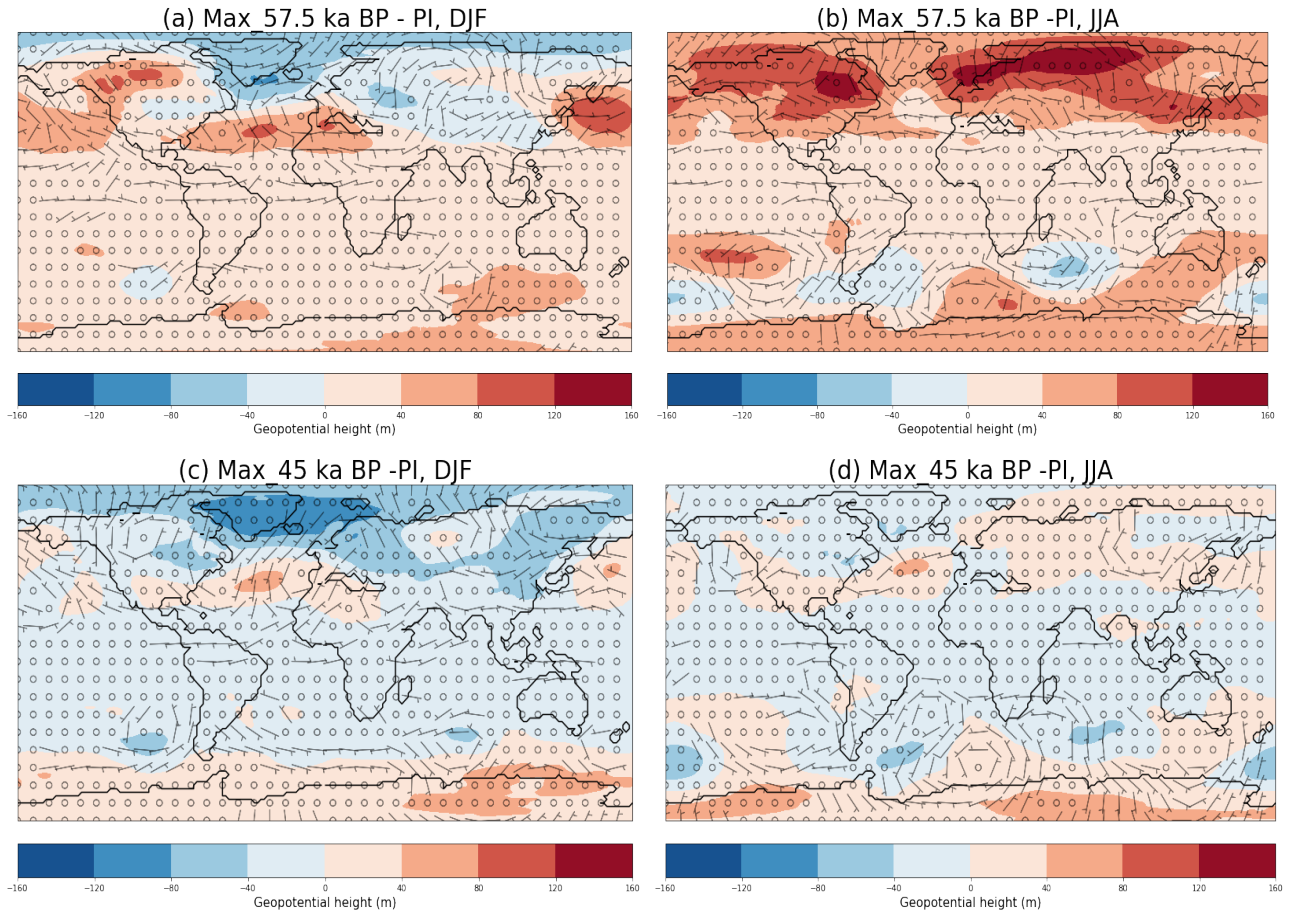 (a) Max_57.5 ka BP - PI, DJF
(b) Max_57.5 ka BP -PI, JJA
−160 −120 −80 −40 0 40 80 120 160
Geopotential height (m)
−160 −120 −80 −40 0 40 80 120 160
Geopotential height (m)
(c) Max_45 ka BP -PI, DJF
(d) Max_45 ka BP -PI, JJA
−160 −120 −80 −40 0 40 80 120 160
Geopotential height (m)
−160 −120 −80 −40 0 40 80 120 160
Geopotential height (m)